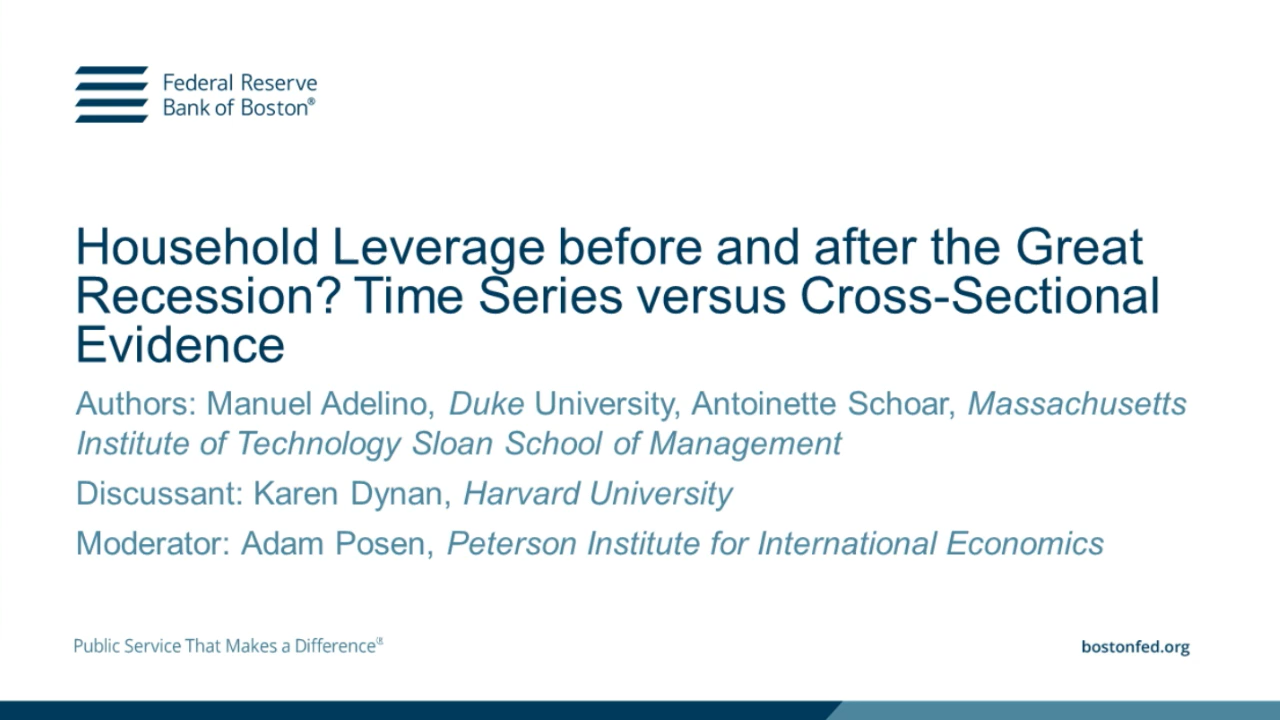 Federal Reserve
Bank of Boston®
Household Leverage before and after the Great
Recession? Time Series versus Cross-Sectional
Evidence
Authors: Manuel Adelino, Duke University, Antoinette Schoar, Massachusetts
Institute of Technology Sloan School of Management
Discussant: Karen Dynan, Harvard University
Moderator: Adam Posen, Peterson Institute for International Economics
Public Service That Makes a Difference®
bostonfed.org